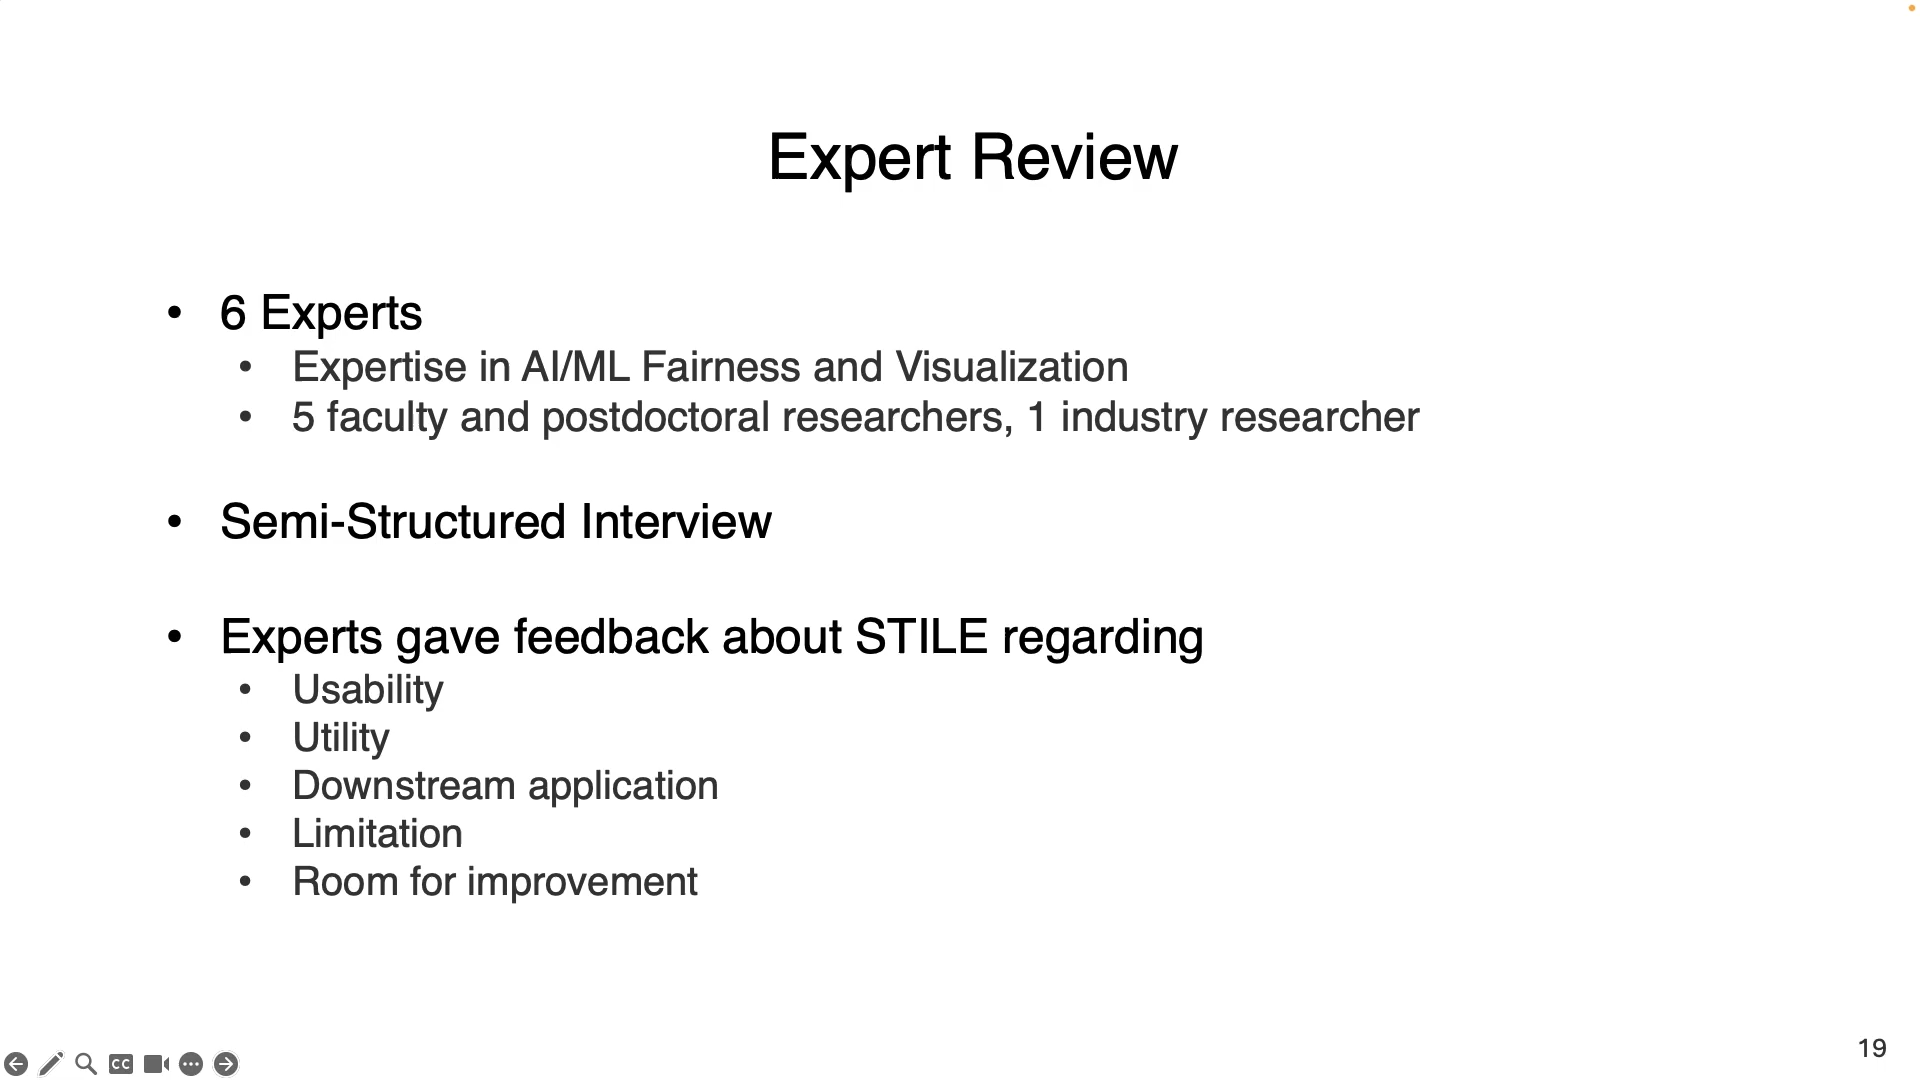 Expert Review
• 6 Experts
• Expertise in AI/ML Fairness and Visualization
• 5 faculty and postdoctoral researchers, 1 industry researcher
• Semi-Structured Interview
• Experts gave feedback about STILE regarding
• Usability
• Utility
• Downstream application
• Limitation
• Room for improvement
19
CC